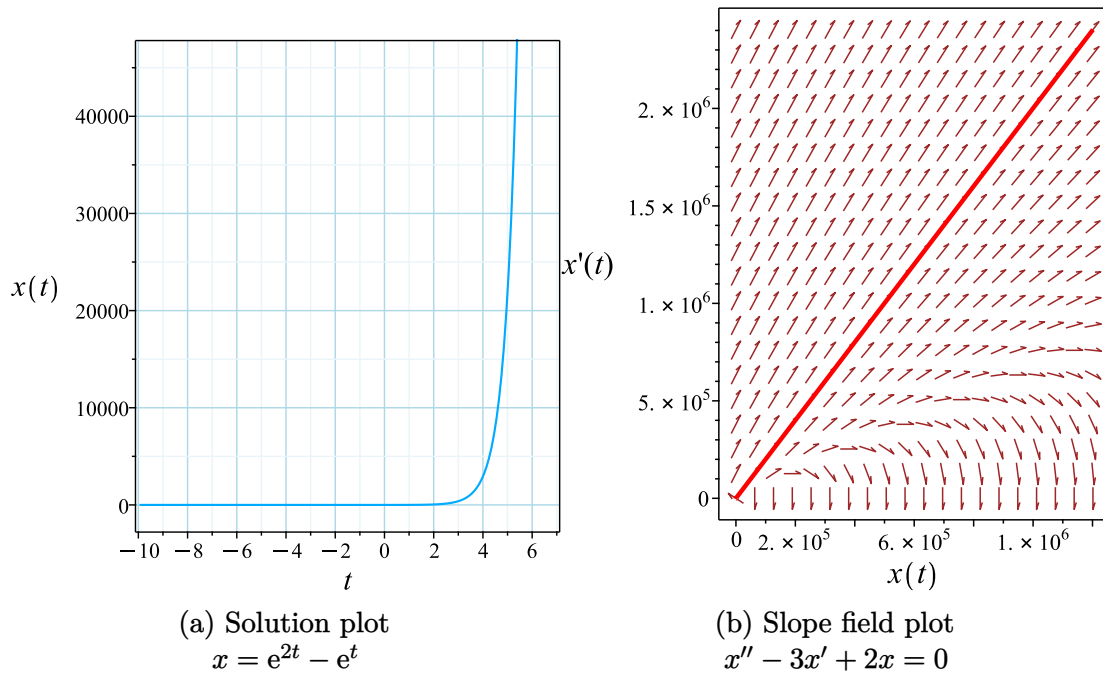 40000
30000
x(t)
20000
10000
0
−10 −8 −6 −4 −2 0 2 4 6
t
(a) Solution plot
x = e^{2t} − e^t
x'(t)
2. × 10^6
1.5 × 10^6
1. × 10^6
5. × 10^5
0
0 2. × 10^5 6. × 10^5 1. × 10^6
x(t)
(b) Slope field plot
x'' − 3x' + 2x = 0